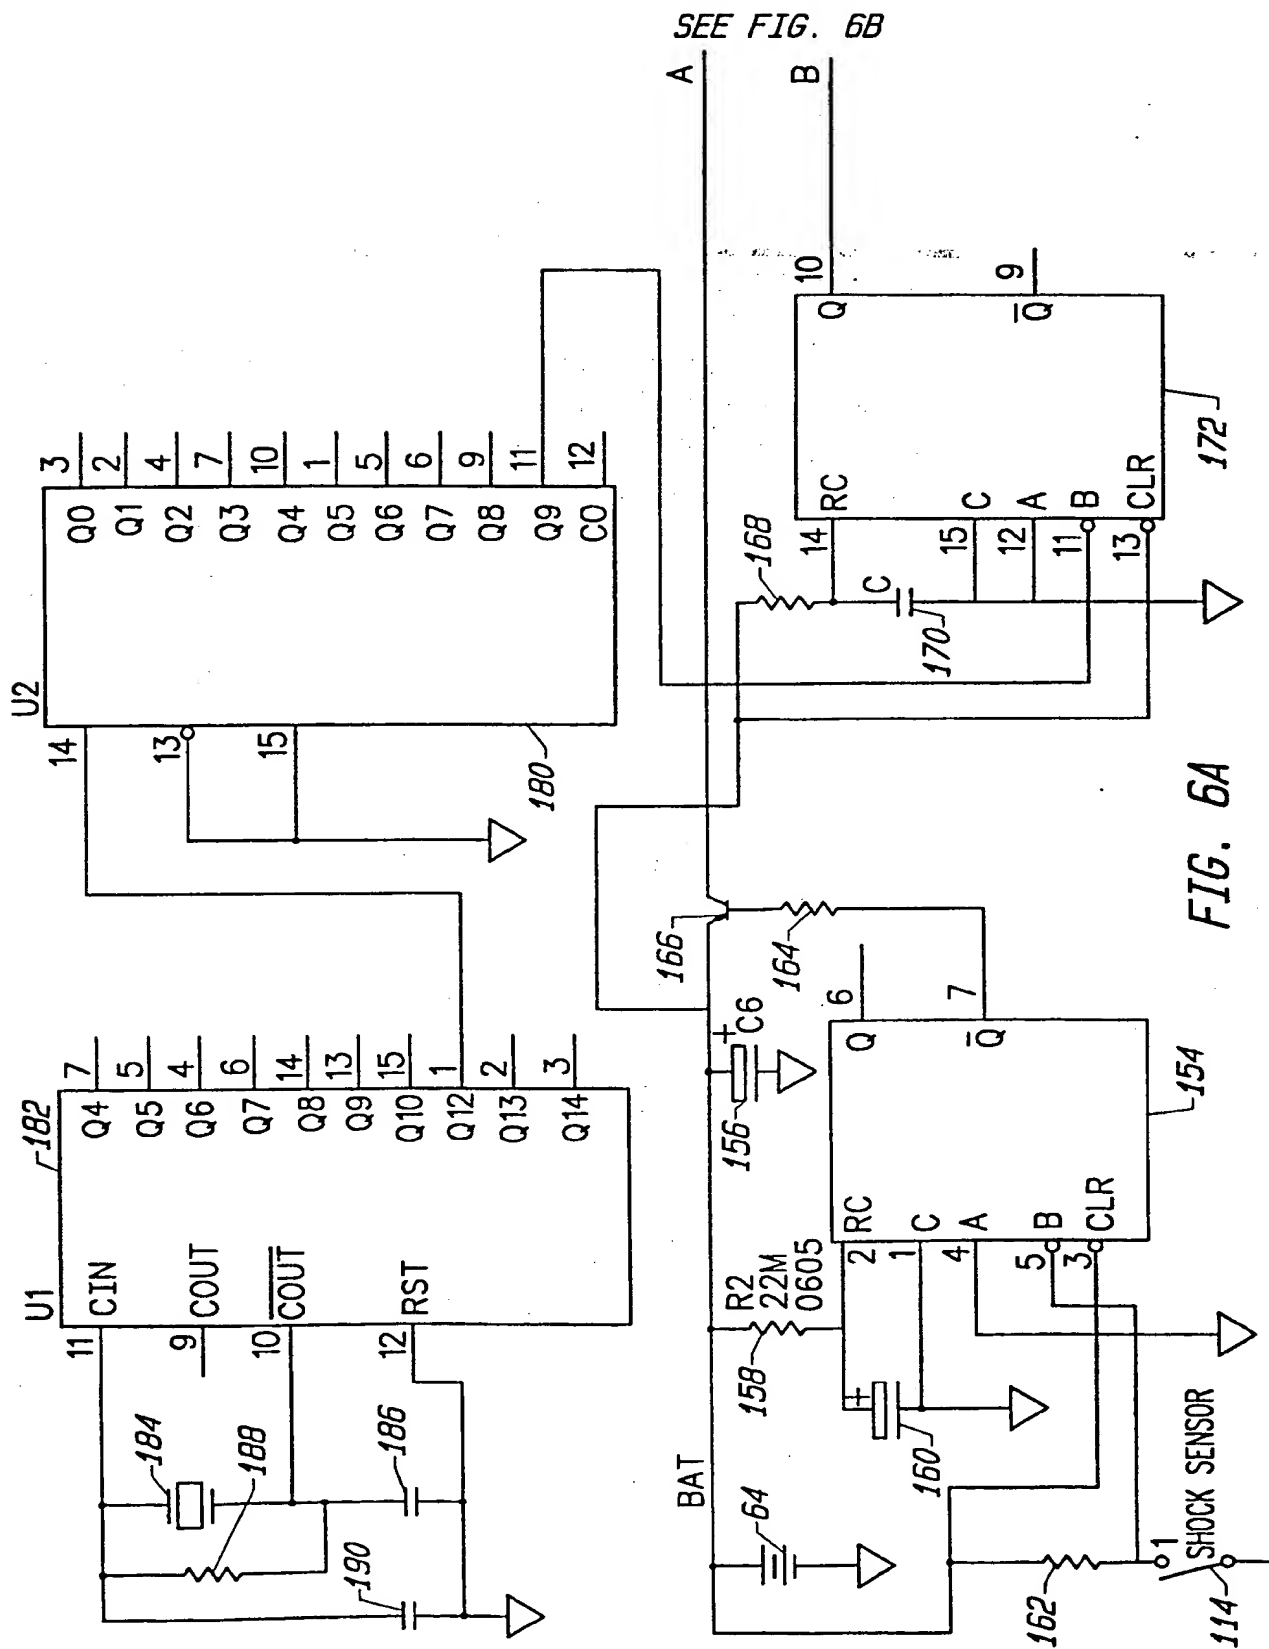 SEE FIG. 6B
A
B
U1
182
CIN
COUT
COUT
RST
11
9
10
12
Q4
Q5
Q6
Q7
Q8
Q9
Q10
Q12
Q13
Q14
7
5
4
6
14
13
15
1
2
3
184
188
186
190
U2
14
13
15
180
Q0
Q1
Q2
Q3
Q4
Q5
Q6
Q7
Q8
Q9
CO
3
2
4
7
10
1
5
6
9
11
12
BAT
64
R2
22M
0605
158
160
156
C6
166
164
162
SHOCK SENSOR
1
114
RC
C
A
B
CLR
2
1
4
5
3
Q
Q
6
7
154
168
C
170
RC
C
A
B
CLR
14
15
12
11
13
Q
Q
10
9
172
FIG. 6A